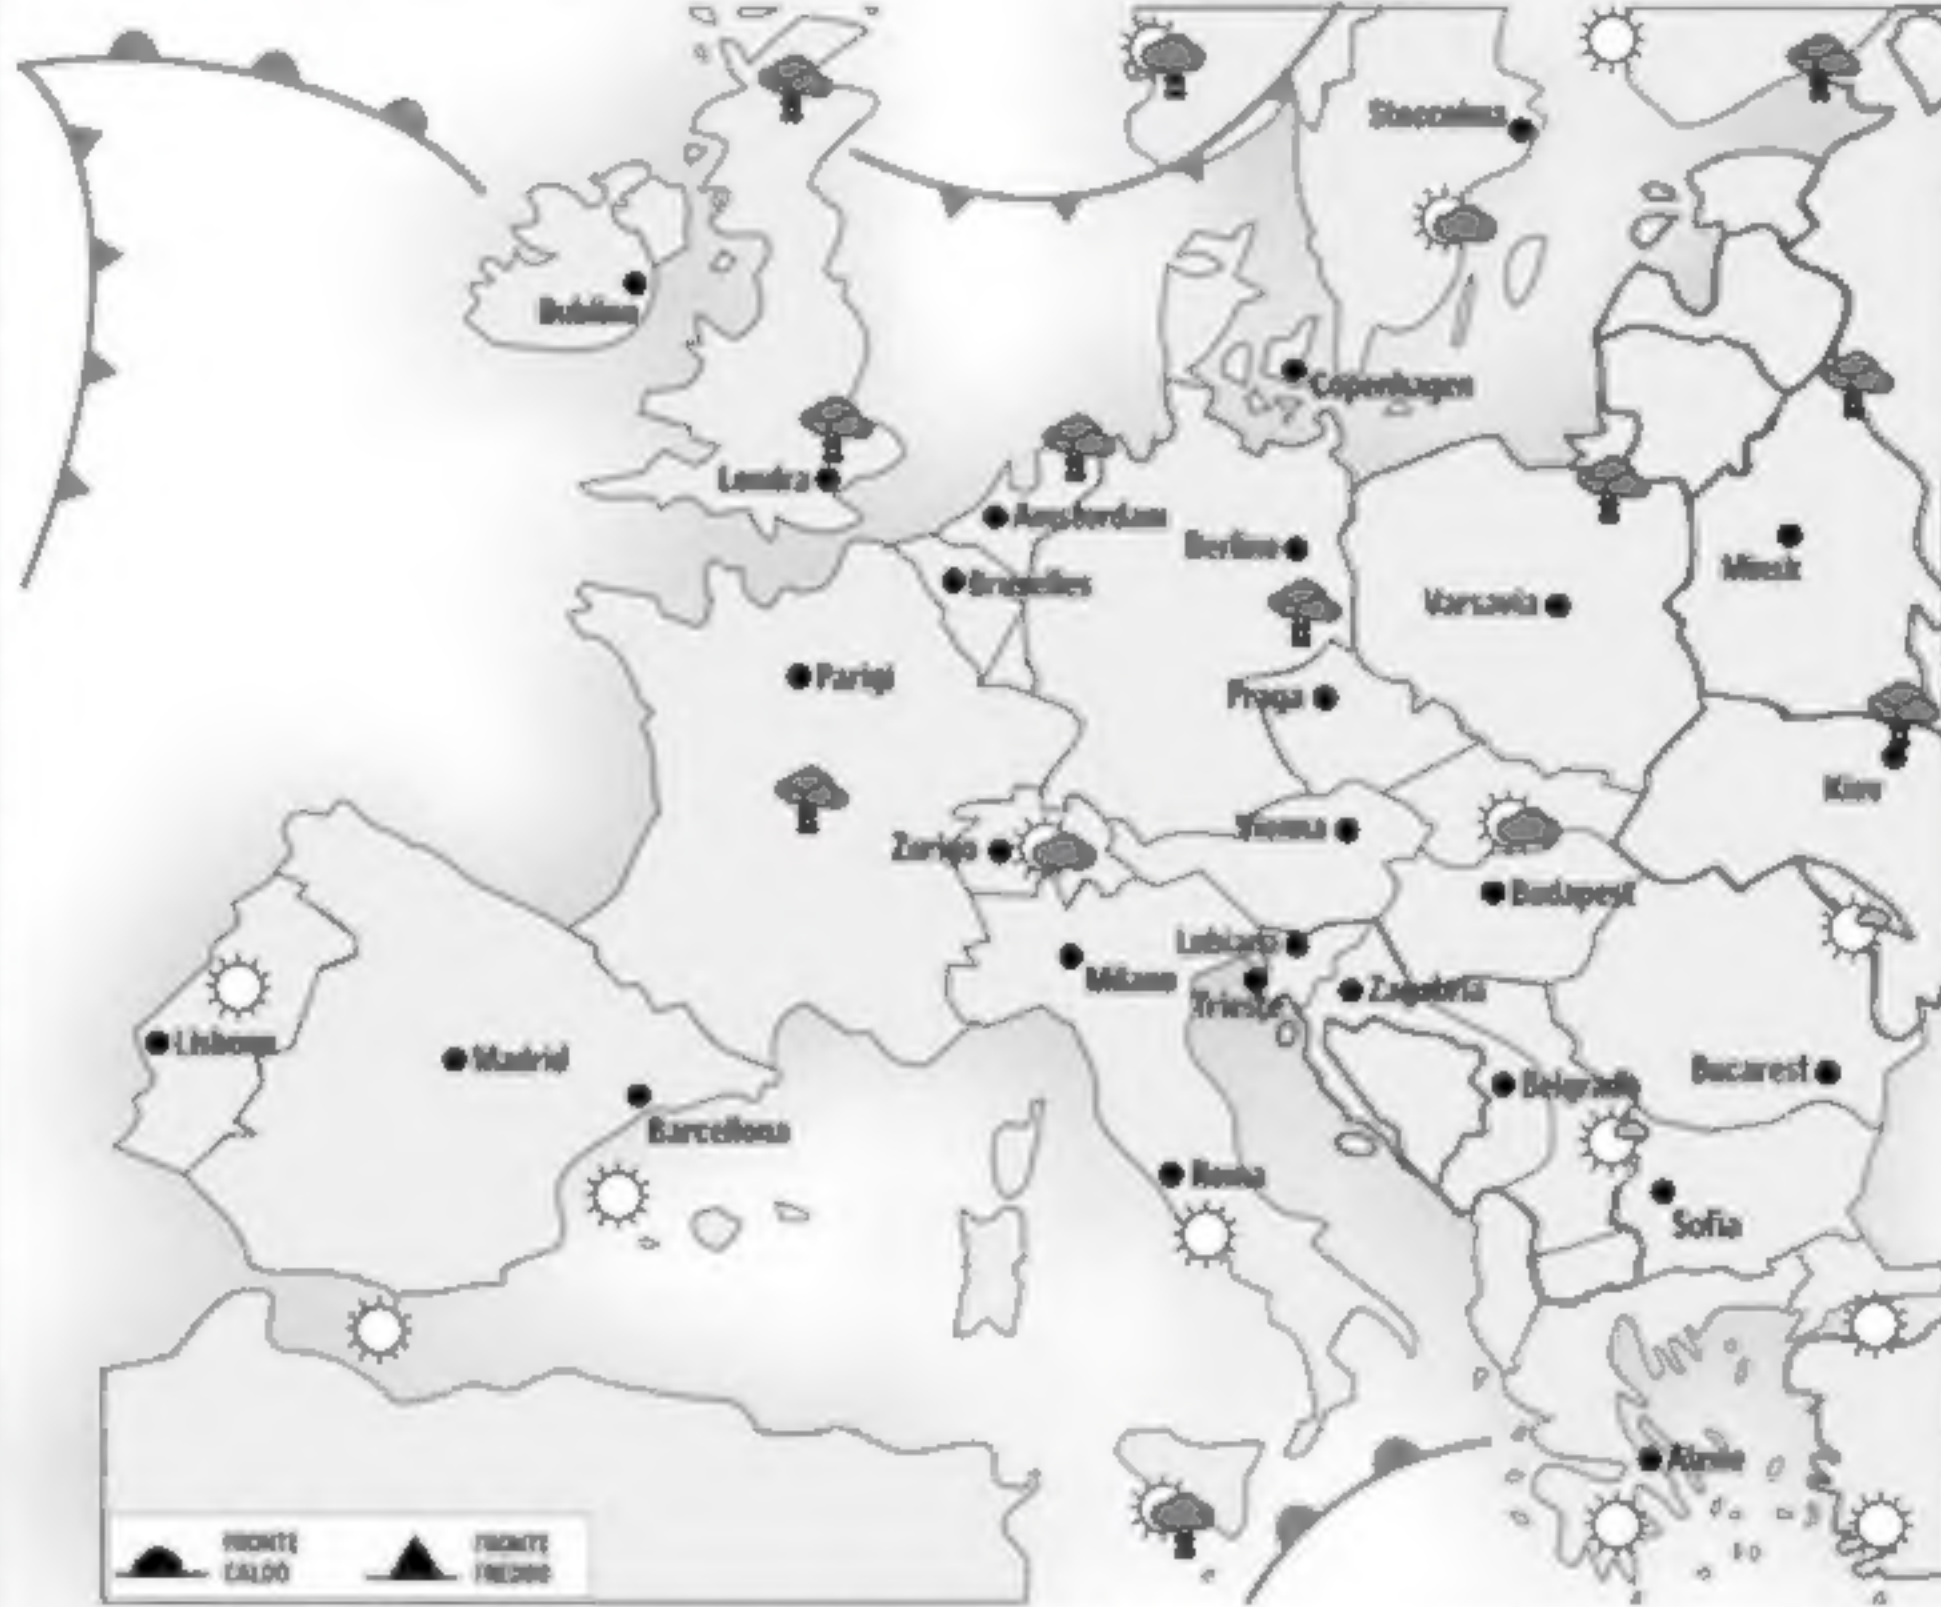 Stoccolma
Dublino
Copenhagen
Londra
Amsterdam
Berlino
Bruxelles
Minsk
Varsavia
Parigi
Praga
Kiev
Vienna
Zurigo
Budapest
Lubiana
Milano
Trieste
Zagabria
Lisbona
Madrid
Bucarest
Belgrado
Barcellona
Roma
Sofia
Atene
FRONTE
CALDO
FRONTE
FREDDO